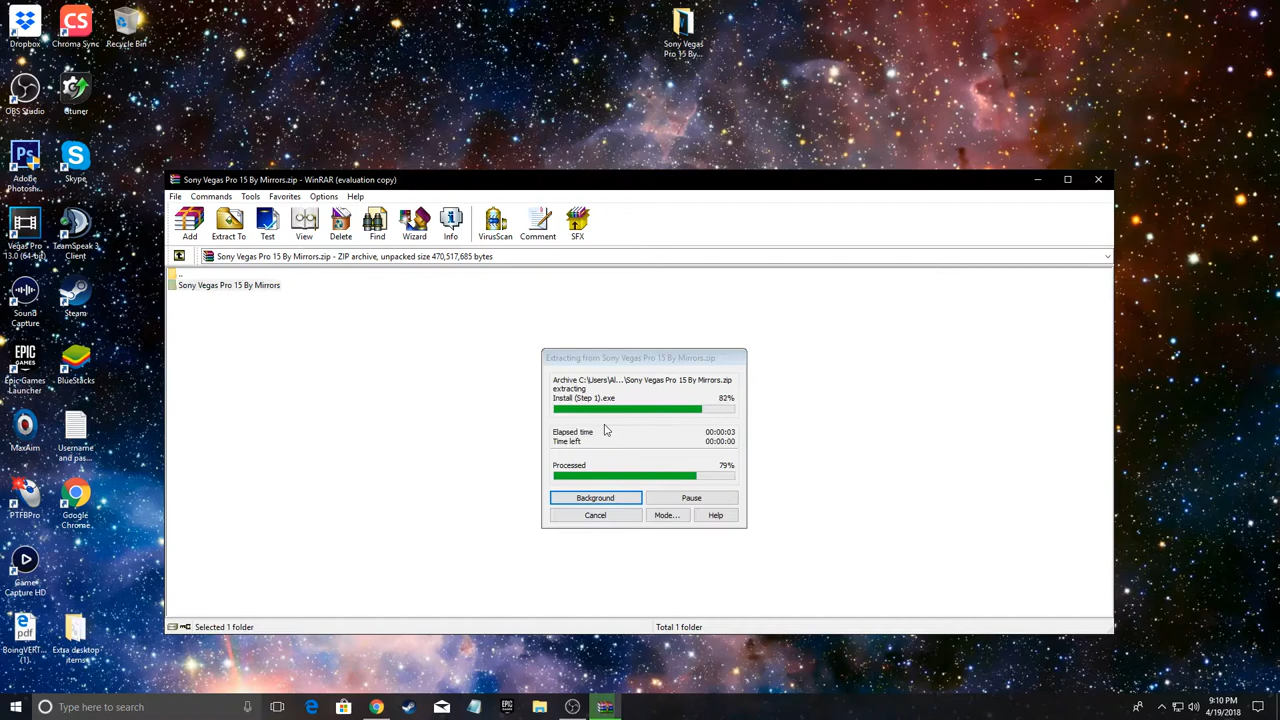 Dropbox
Chroma Sync
Recycle Bin
Sony Vegas
Pro 15 By...
OBS Studio
Gtuner
Adobe
Photosh...
Skype
Vegas Pro
13.0 (64-bit)
TeamSpeak 3
Client
Sound
Capture
Steam
Epic Games
Launcher
BlueStacks
MaxAim
Username
and pas...
PTFBPro
Google
Chrome
Game
Capture HD
BoingVERT...
(1)
Extra desktop
items
Sony Vegas Pro 15 By Mirrors.zip - WinRAR (evaluation copy)
File Commands Tools Favorites Options Help
Add Extract To Test View Delete Find Wizard Info VirusScan Comment SFX
Sony Vegas Pro 15 By Mirrors.zip - ZIP archive, unpacked size 470,517,685 bytes
..
Sony Vegas Pro 15 By Mirrors
Extracting from Sony Vegas Pro 15 By Mirrors.zip
Archive C:\Users\Al...\Sony Vegas Pro 15 By Mirrors.zip
extracting
Install (Step 1).exe 82%
Elapsed time 00:00:03
Time left 00:00:00
Processed 79%
Background Pause
Cancel Mode... Help
Selected 1 folder Total 1 folder
Type here to search
9:10 PM
4/19/2018